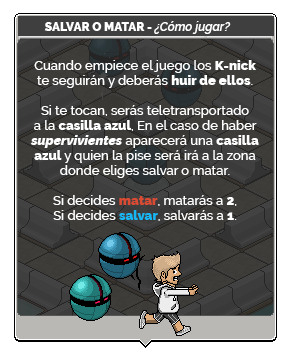 SALVAR O MATAR - ¿Cómo jugar?
Cuando empiece el juego los K-nick
te seguirán y deberás huir de ellos.
Si te tocan, serás teletransportado
a la casilla azul. En el caso de haber
supervivientes aparecerá una casilla
azul y quien la pise será irá a la zona
donde eliges salvar o matar.
Si decides matar, matarás a 2,
Si decides salvar, salvarás a 1.